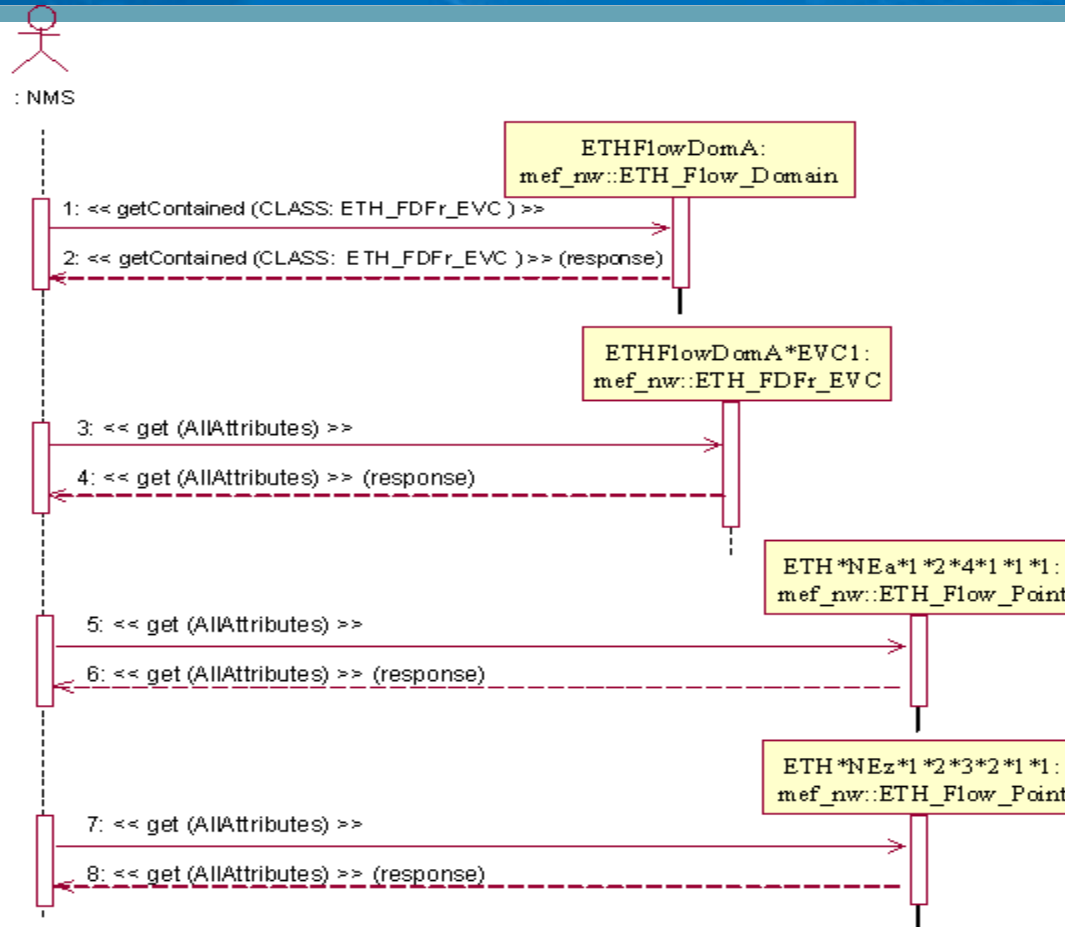 : NMS
ETHFlowDomA:
mef_nw::ETH_Flow_Domain
1: << getContained (CLASS: ETH_FDFr_EVC ) >>
2: << getContained (CLASS: ETH_FDFr_EVC ) >> (response)
ETHFlowDomA*EVC1:
mef_nw::ETH_FDFr_EVC
3: << get (AllAttributes) >>
4: << get (AllAttributes) >> (response)
ETH*NEa*1*2*4*1*1*1:
mef_nw::ETH_Flow_Point
5: << get (AllAttributes) >>
6: << get (AllAttributes) >> (response)
ETH*NEz*1*2*3*2*1*1:
mef_nw::ETH_Flow_Point
7: << get (AllAttributes) >>
8: << get (AllAttributes) >> (response)